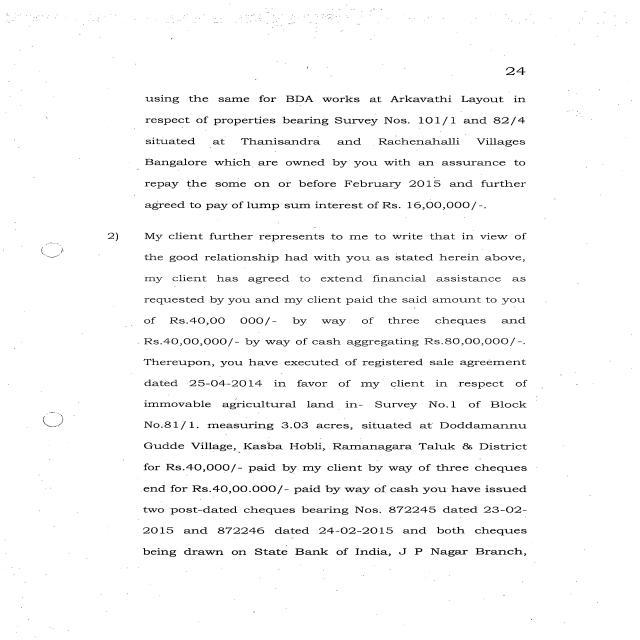 24
using the same for BDA works at Arkavathi Layout in
respect of properties bearing Survey Nos. 101/1 and 82/4
situated at Thanisandra and Rachenahalli Villages
Bangalore which are owned by you with an assurance to
repay the some on or before February 2015 and further
agreed to pay of lump sum interest of Rs. 16,00,000/-.
2) My client further represents to me to write that in view of
the good relationship had with you as stated herein above,
my client has agreed to extend financial assistance as
requested by you and my client paid the said amount to you
of Rs.40,00 000/- by way of three cheques and
Rs.40,00,000/- by way of cash aggregating Rs.80,00,000/-.
Thereupon, you have executed of registered sale agreement
dated 25-04-2014 in favor of my client in respect of
immovable agricultural land in- Survey No.1 of Block
No.81/1. measuring 3.03 acres, situated at Doddamannu
Gudde Village, Kasba Hobli, Ramanagara Taluk & District
for Rs.40,000/- paid by my client by way of three cheques
end for Rs.40,00.000/- paid by way of cash you have issued
two post-dated cheques bearing Nos. 872245 dated 23-02-
2015 and 872246 dated 24-02-2015 and both cheques
being drawn on State Bank of India, J P Nagar Branch,